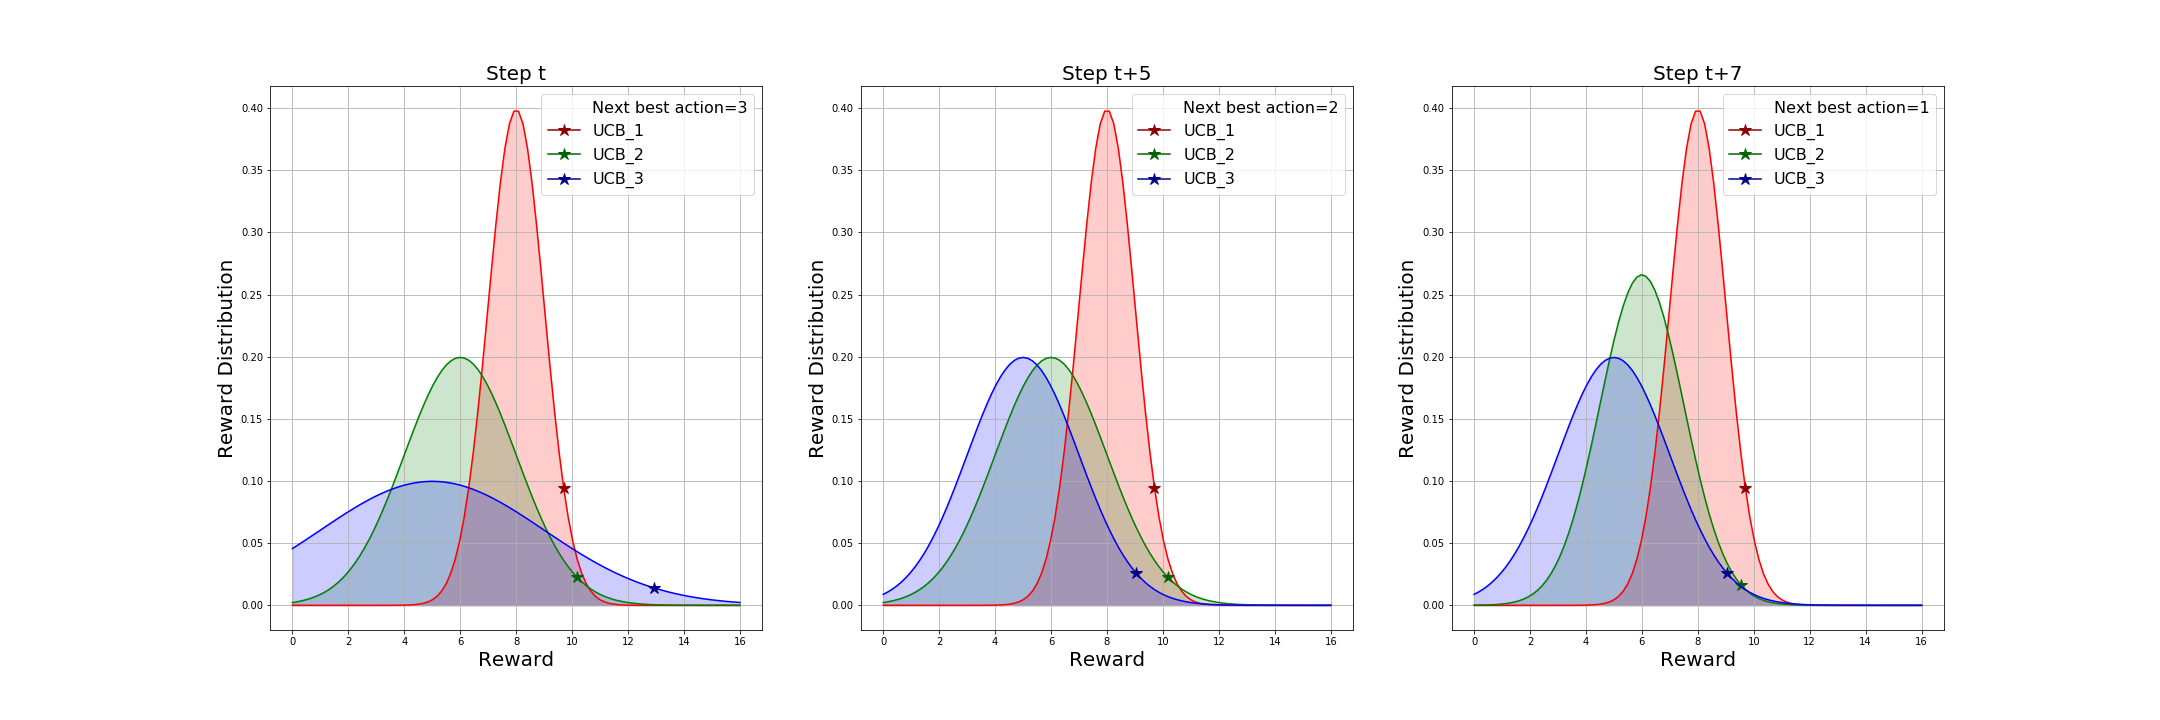 Step t
Next best action=3
UCB_1
UCB_2
UCB_3
Reward Distribution
0.40
0.35
0.30
0.25
0.20
0.15
0.10
0.05
0.00
0 2 4 6 8 10 12 14 16
Reward
Step t+5
Next best action=2
UCB_1
UCB_2
UCB_3
Reward Distribution
0.40
0.35
0.30
0.25
0.20
0.15
0.10
0.05
0.00
0 2 4 6 8 10 12 14 16
Reward
Step t+7
Next best action=1
UCB_1
UCB_2
UCB_3
Reward Distribution
0.40
0.35
0.30
0.25
0.20
0.15
0.10
0.05
0.00
0 2 4 6 8 10 12 14 16
Reward